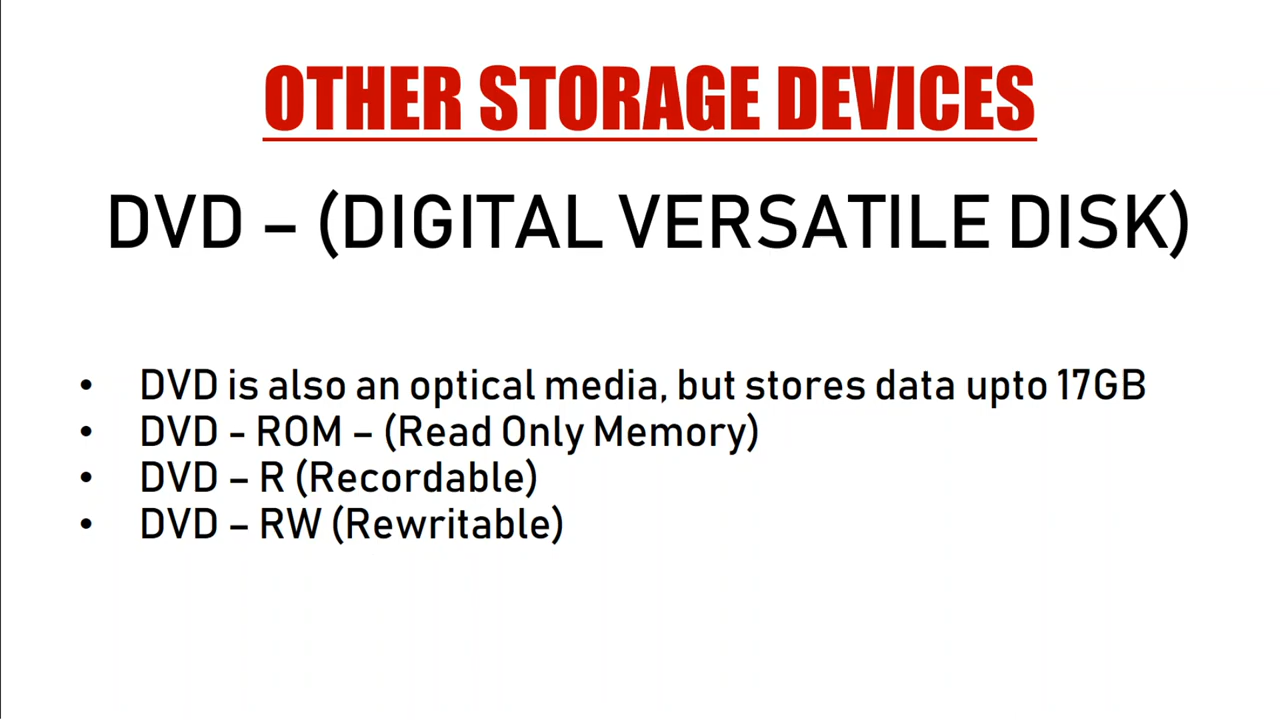 OTHER STORAGE DEVICES
DVD – (DIGITAL VERSATILE DISK)
• DVD is also an optical media, but stores data upto 17GB
• DVD - ROM – (Read Only Memory)
• DVD – R (Recordable)
• DVD – RW (Rewritable)